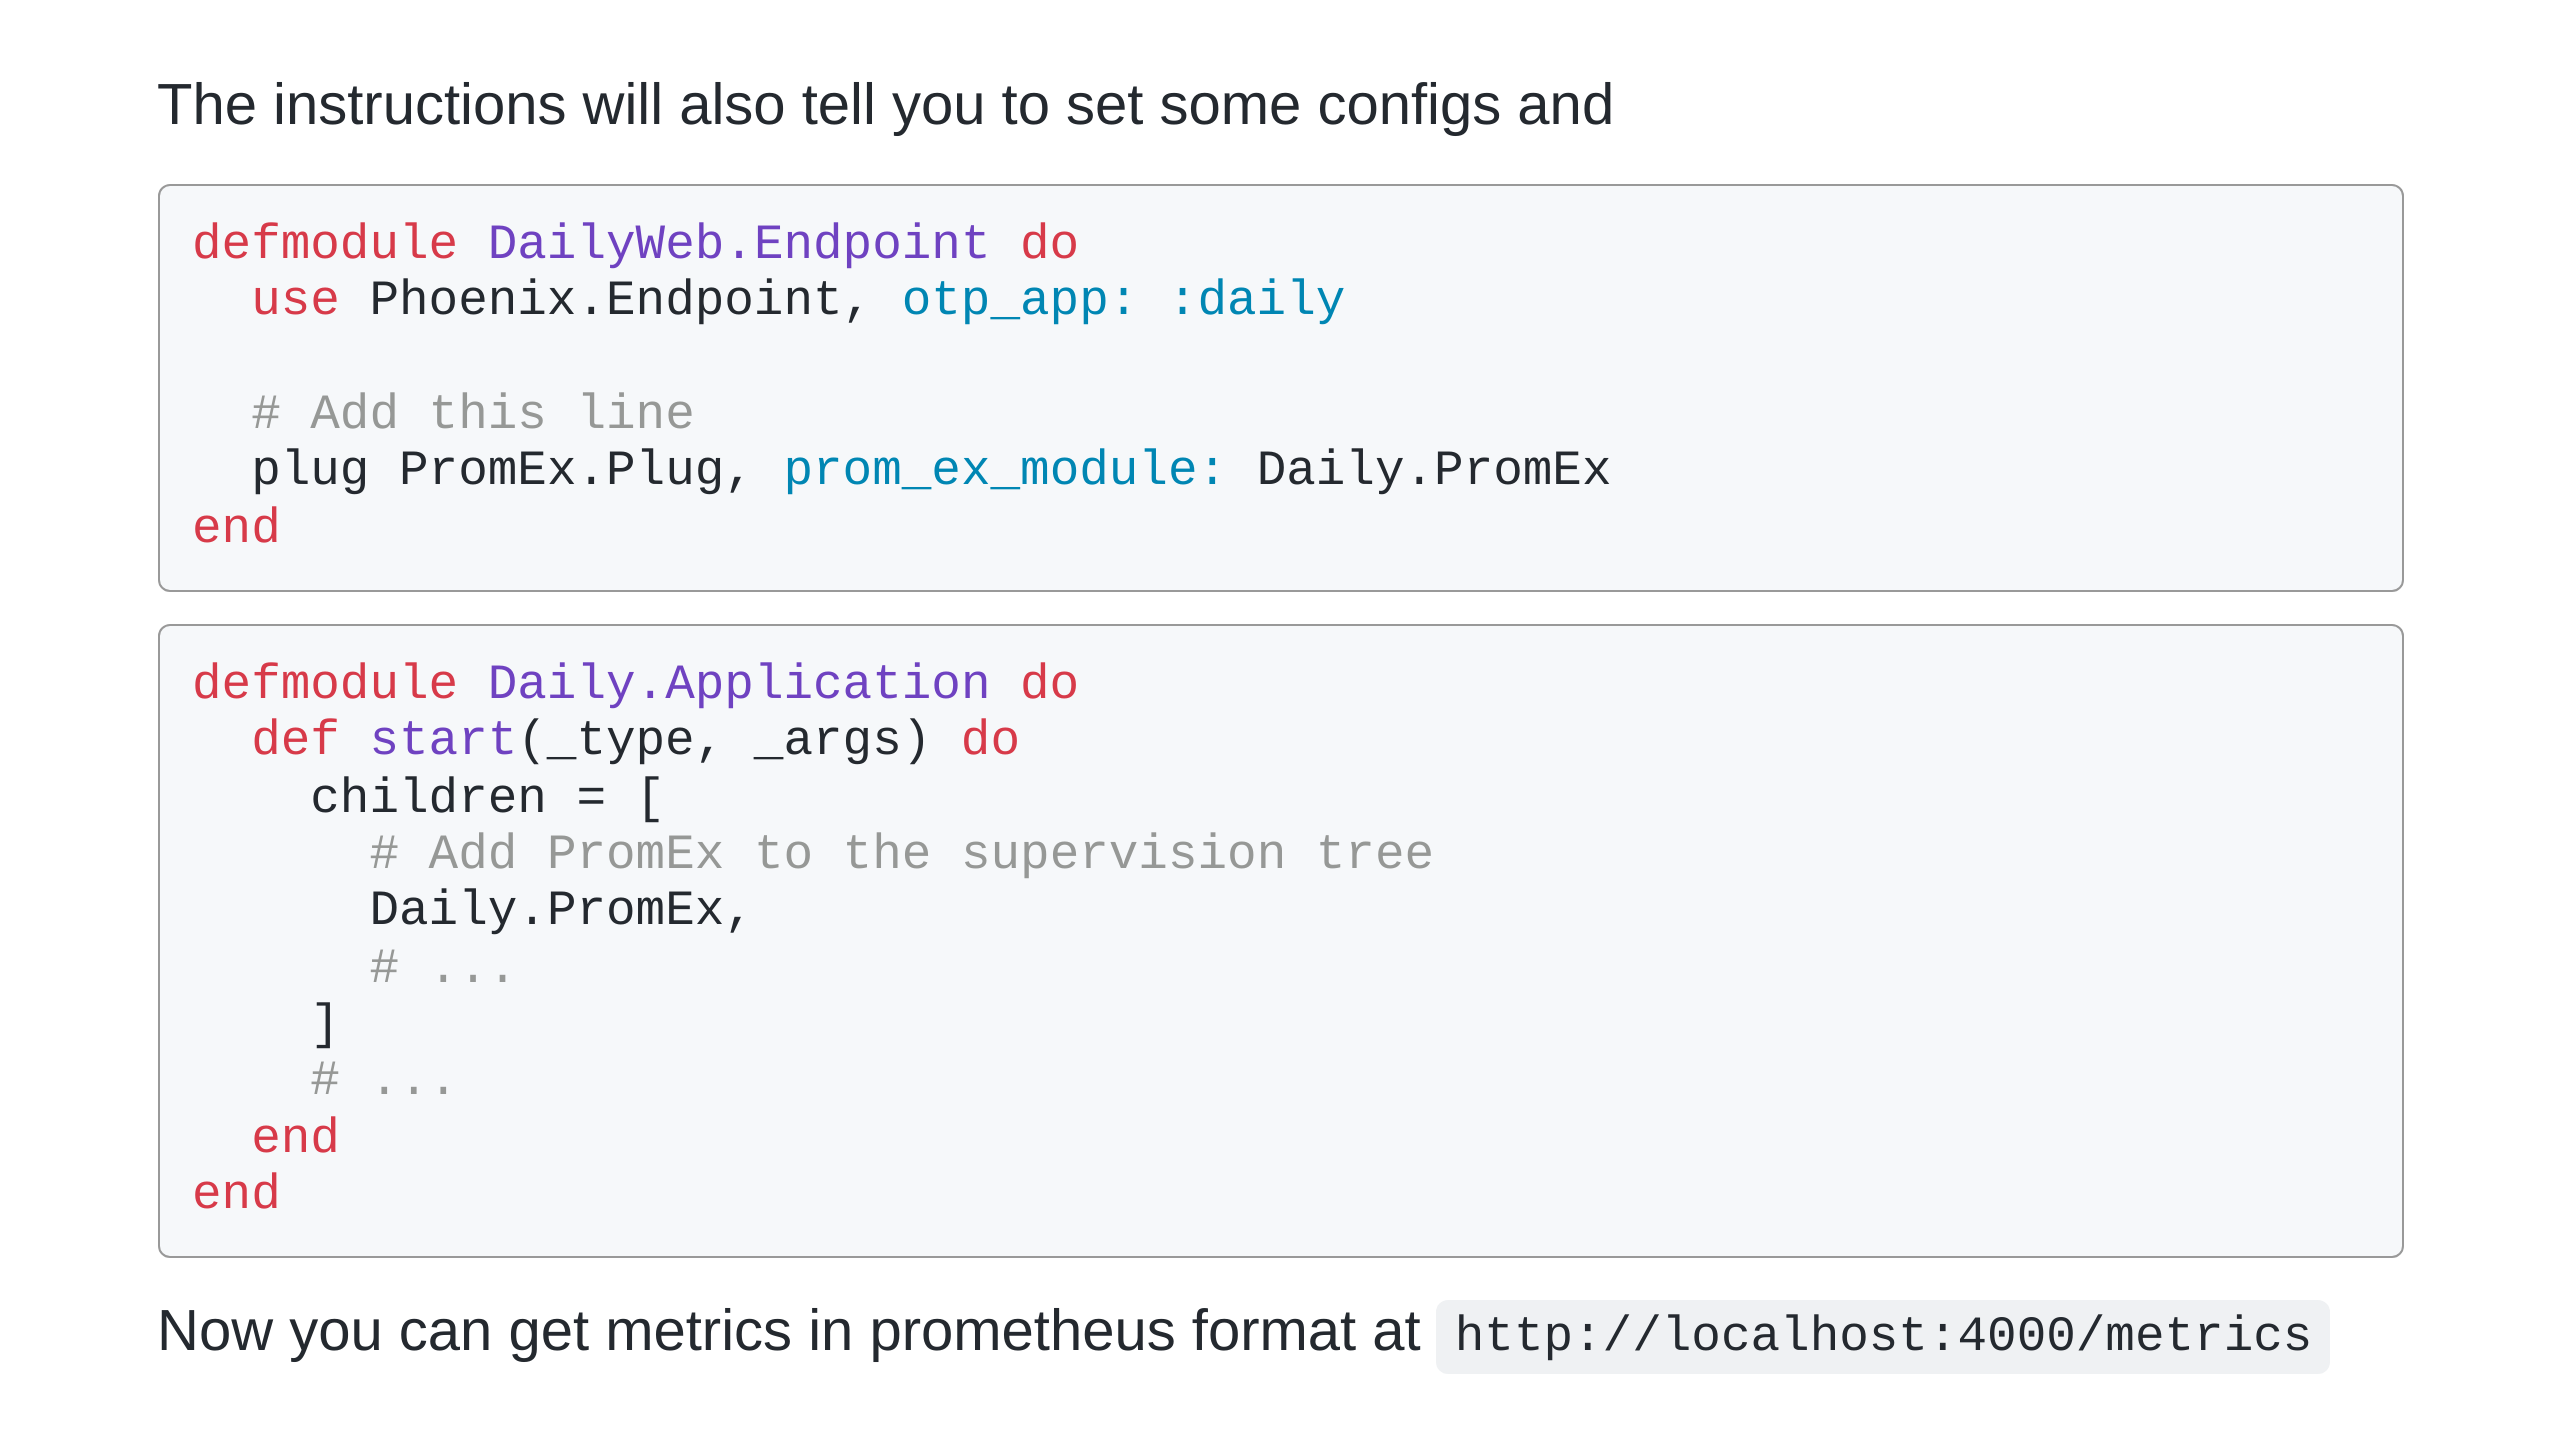 The instructions will also tell you to set some configs and
defmodule DailyWeb.Endpoint do
  use Phoenix.Endpoint, otp_app: :daily

  # Add this line
  plug PromEx.Plug, prom_ex_module: Daily.PromEx
end
defmodule Daily.Application do
  def start(_type, _args) do
    children = [
      # Add PromEx to the supervision tree
      Daily.PromEx,
      # ...
    ]
    # ...
  end
end
Now you can get metrics in prometheus format at http://localhost:4000/metrics